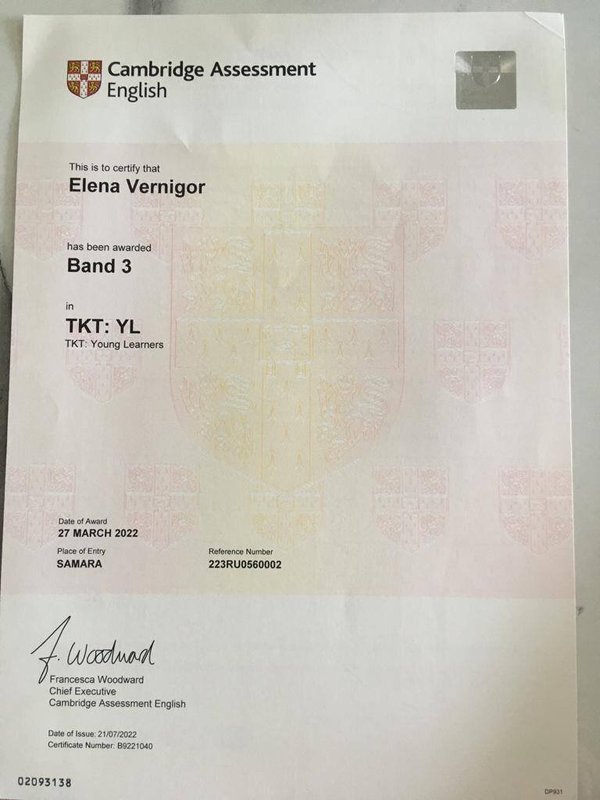 Cambridge Assessment
English
This is to certify that
Elena Vernigor
has been awarded
Band 3
in
TKT: YL
TKT: Young Learners
Date of Award
27 MARCH 2022
Place of Entry
SAMARA
Reference Number
223RU0560002
F. Woodward
Francesca Woodward
Chief Executive
Cambridge Assessment English
Date of Issue: 21/07/2022
Certificate Number: B9221040
02093138
DP931